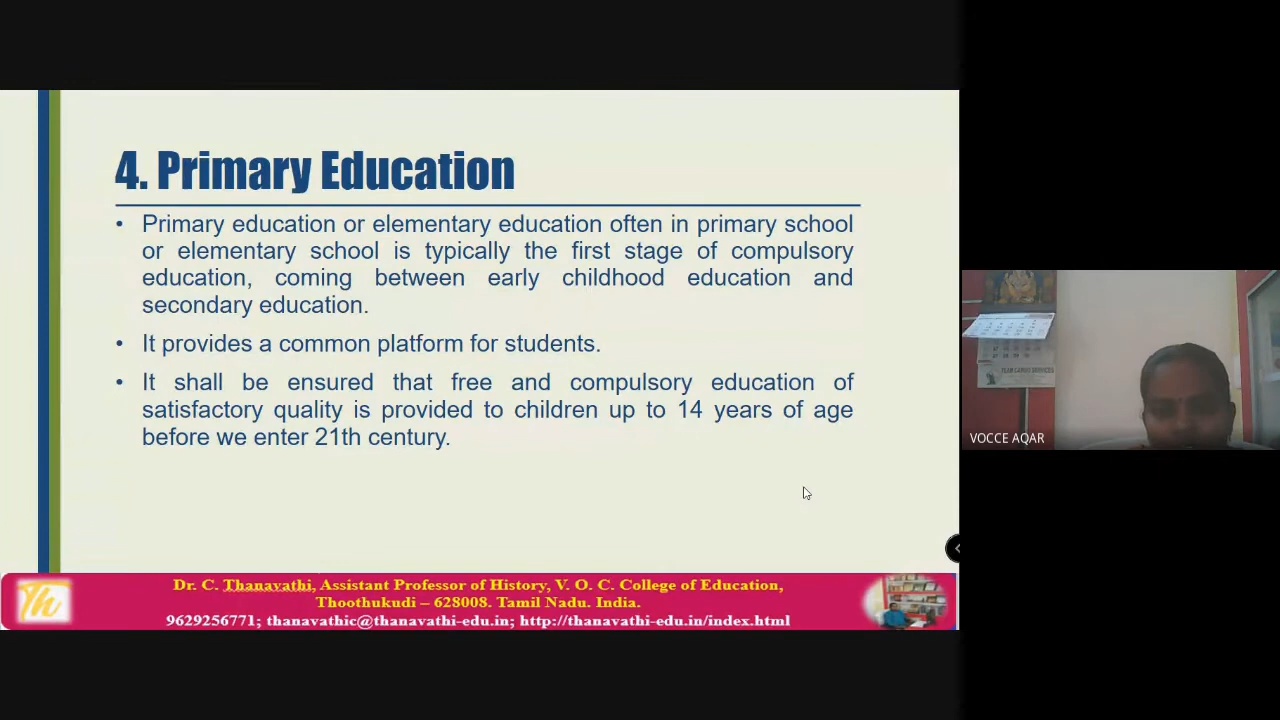 4. Primary Education
• Primary education or elementary education often in primary school
or elementary school is typically the first stage of compulsory
education, coming between early childhood education and
secondary education.
• It provides a common platform for students.
• It shall be ensured that free and compulsory education of
satisfactory quality is provided to children up to 14 years of age
before we enter 21th century.
Th
Dr. C. Thanavathi, Assistant Professor of History, V. O. C. College of Education,
Thoothukudi – 628008. Tamil Nadu. India.
9629256771; thanavathic@thanavathi-edu.in; http://thanavathi-edu.in/index.html
VOCCE AQAR